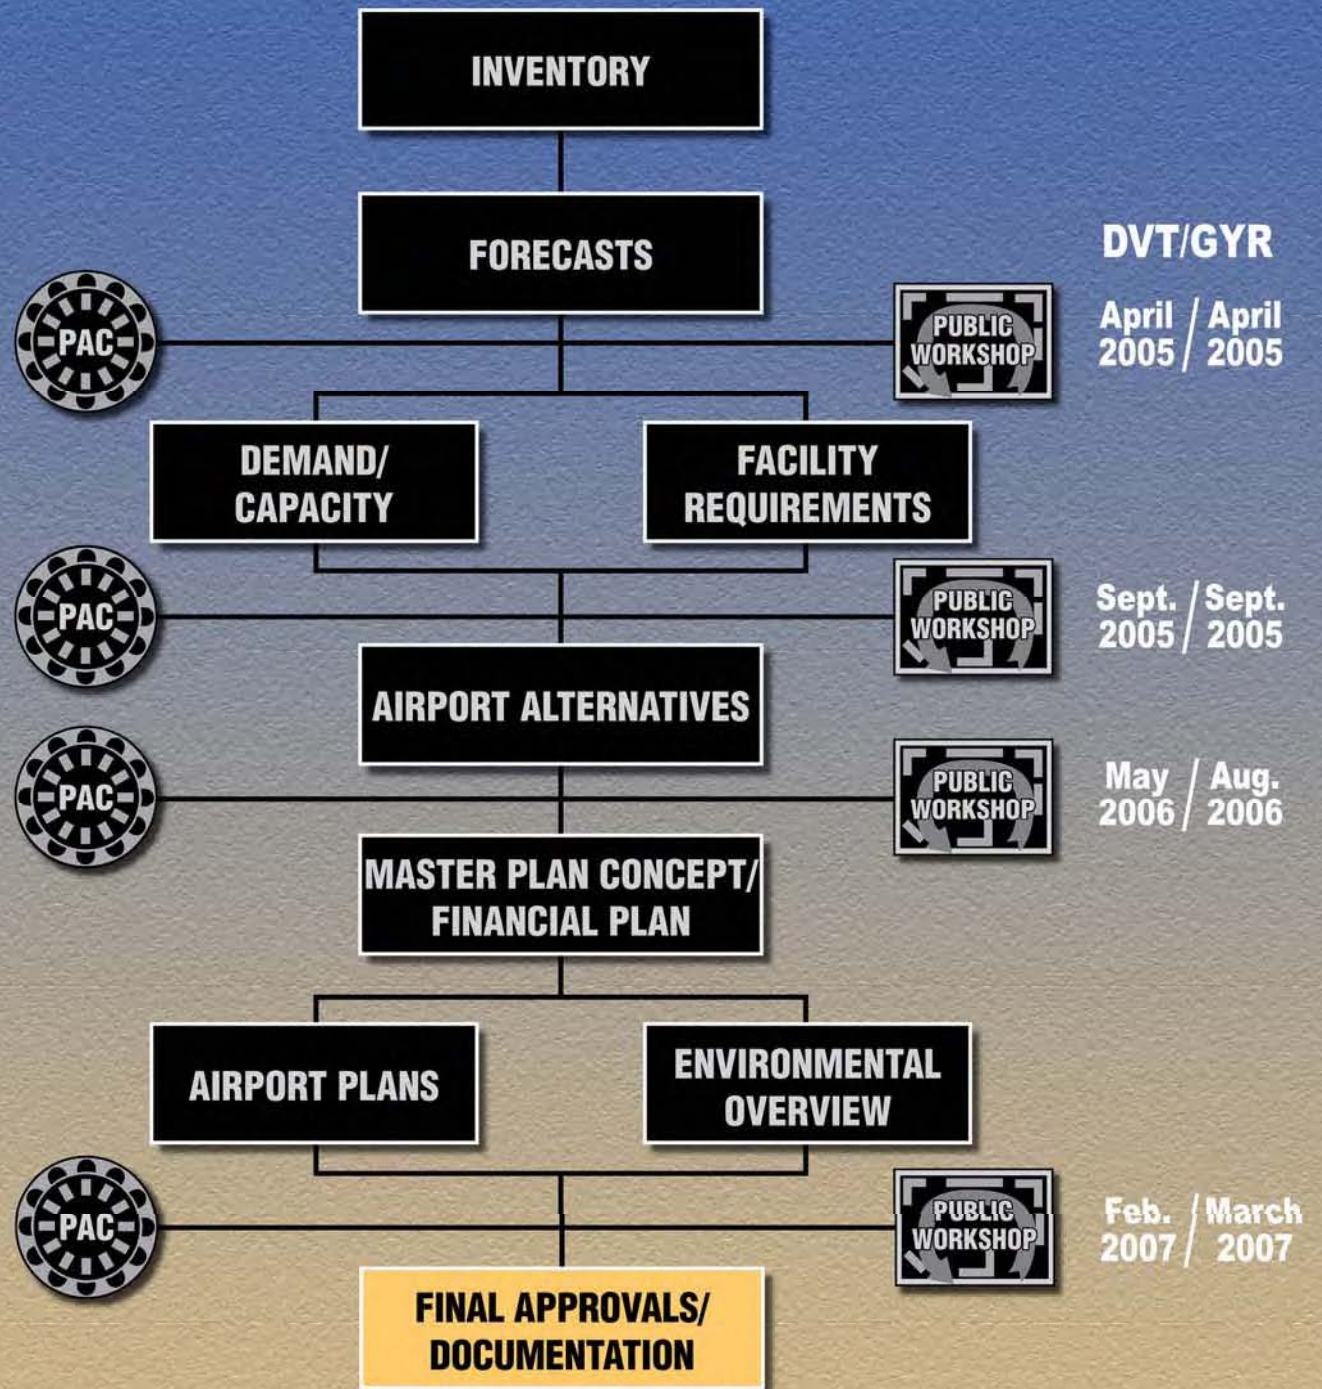 INVENTORY
FORECASTS
DVT/GYR
PAC
PUBLIC
WORKSHOP
April / April
2005 / 2005
DEMAND/
CAPACITY
FACILITY
REQUIREMENTS
PAC
PUBLIC
WORKSHOP
Sept. / Sept.
2005 / 2005
AIRPORT ALTERNATIVES
PAC
PUBLIC
WORKSHOP
May / Aug.
2006 / 2006
MASTER PLAN CONCEPT/
FINANCIAL PLAN
AIRPORT PLANS
ENVIRONMENTAL
OVERVIEW
PAC
PUBLIC
WORKSHOP
Feb. / March
2007 / 2007
FINAL APPROVALS/
DOCUMENTATION